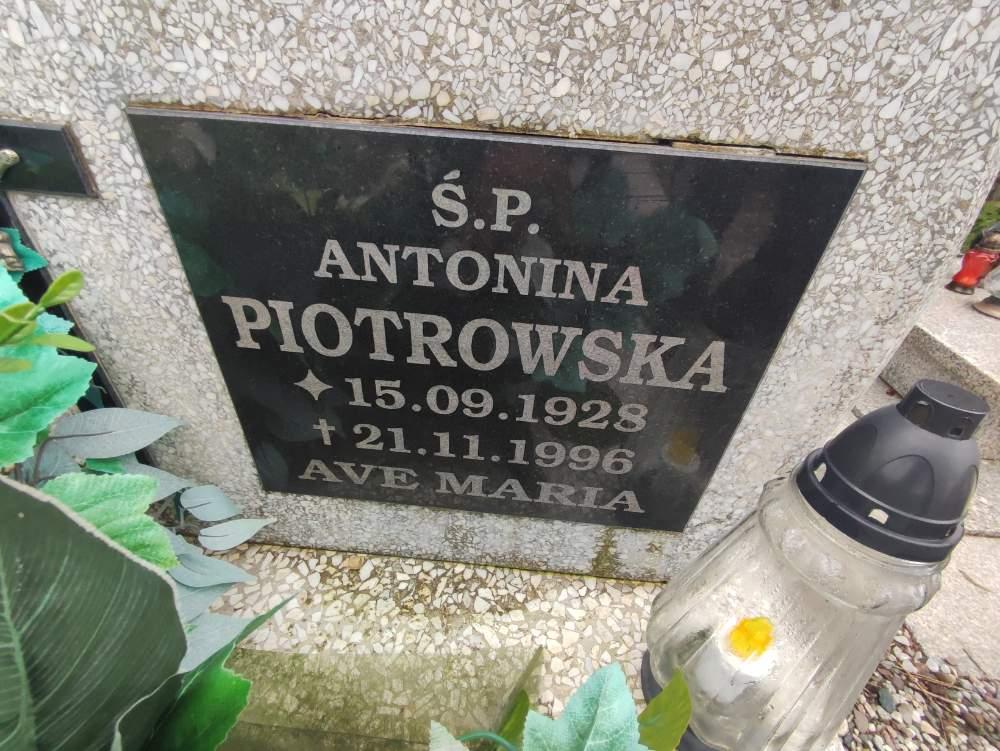 Ś.P.
ANTONINA
PIOTROWSKA
✦ 15.09.1928
† 21.11.1996
AVE MARIA